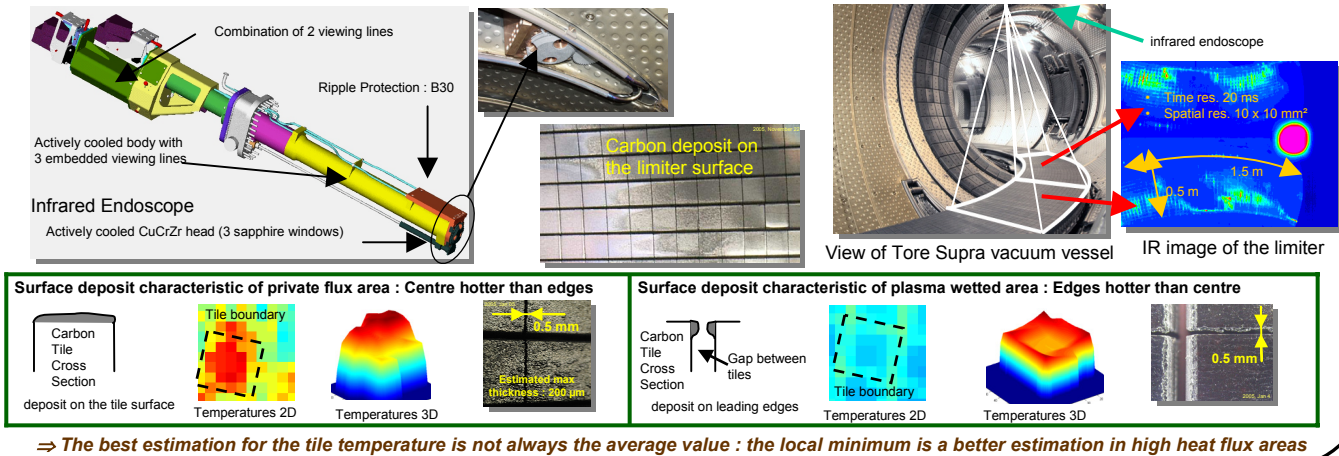 Combination of 2 viewing lines
Ripple Protection : B30
Actively cooled body with
3 embedded viewing lines
Infrared Endoscope
Actively cooled CuCrZr head (3 sapphire windows)
Carbon deposit on
the limiter surface
infrared endoscope
Time res. 20 ms
Spatial res. 10 x 10 mm²
1.5 m
0.5 m
View of Tore Supra vacuum vessel
IR image of the limiter
Surface deposit characteristic of private flux area : Centre hotter than edges
Carbon
Tile
Cross
Section
deposit on the tile surface
Tile boundary
Temperatures 2D
Temperatures 3D
0.5 mm
Estimated max
thickness : 200 µm
Surface deposit characteristic of plasma wetted area : Edges hotter than centre
Carbon
Tile
Cross
Section
Gap between
tiles
deposit on leading edges
Tile boundary
Temperatures 2D
Temperatures 3D
0.5 mm
2005, Jan 4
⇒ The best estimation for the tile temperature is not always the average value : the local minimum is a better estimation in high heat flux areas